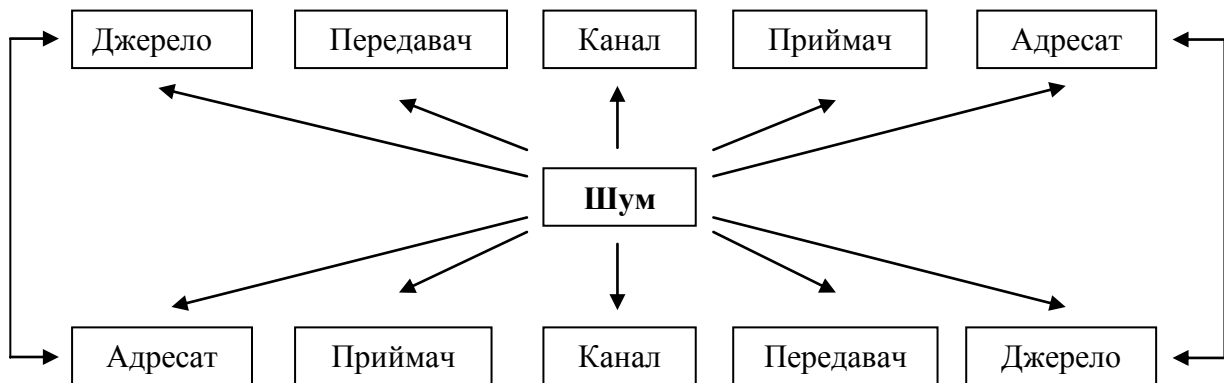 Джерело Передавач Канал Приймач Адресат
Шум
Адресат Приймач Канал Передавач Джерело